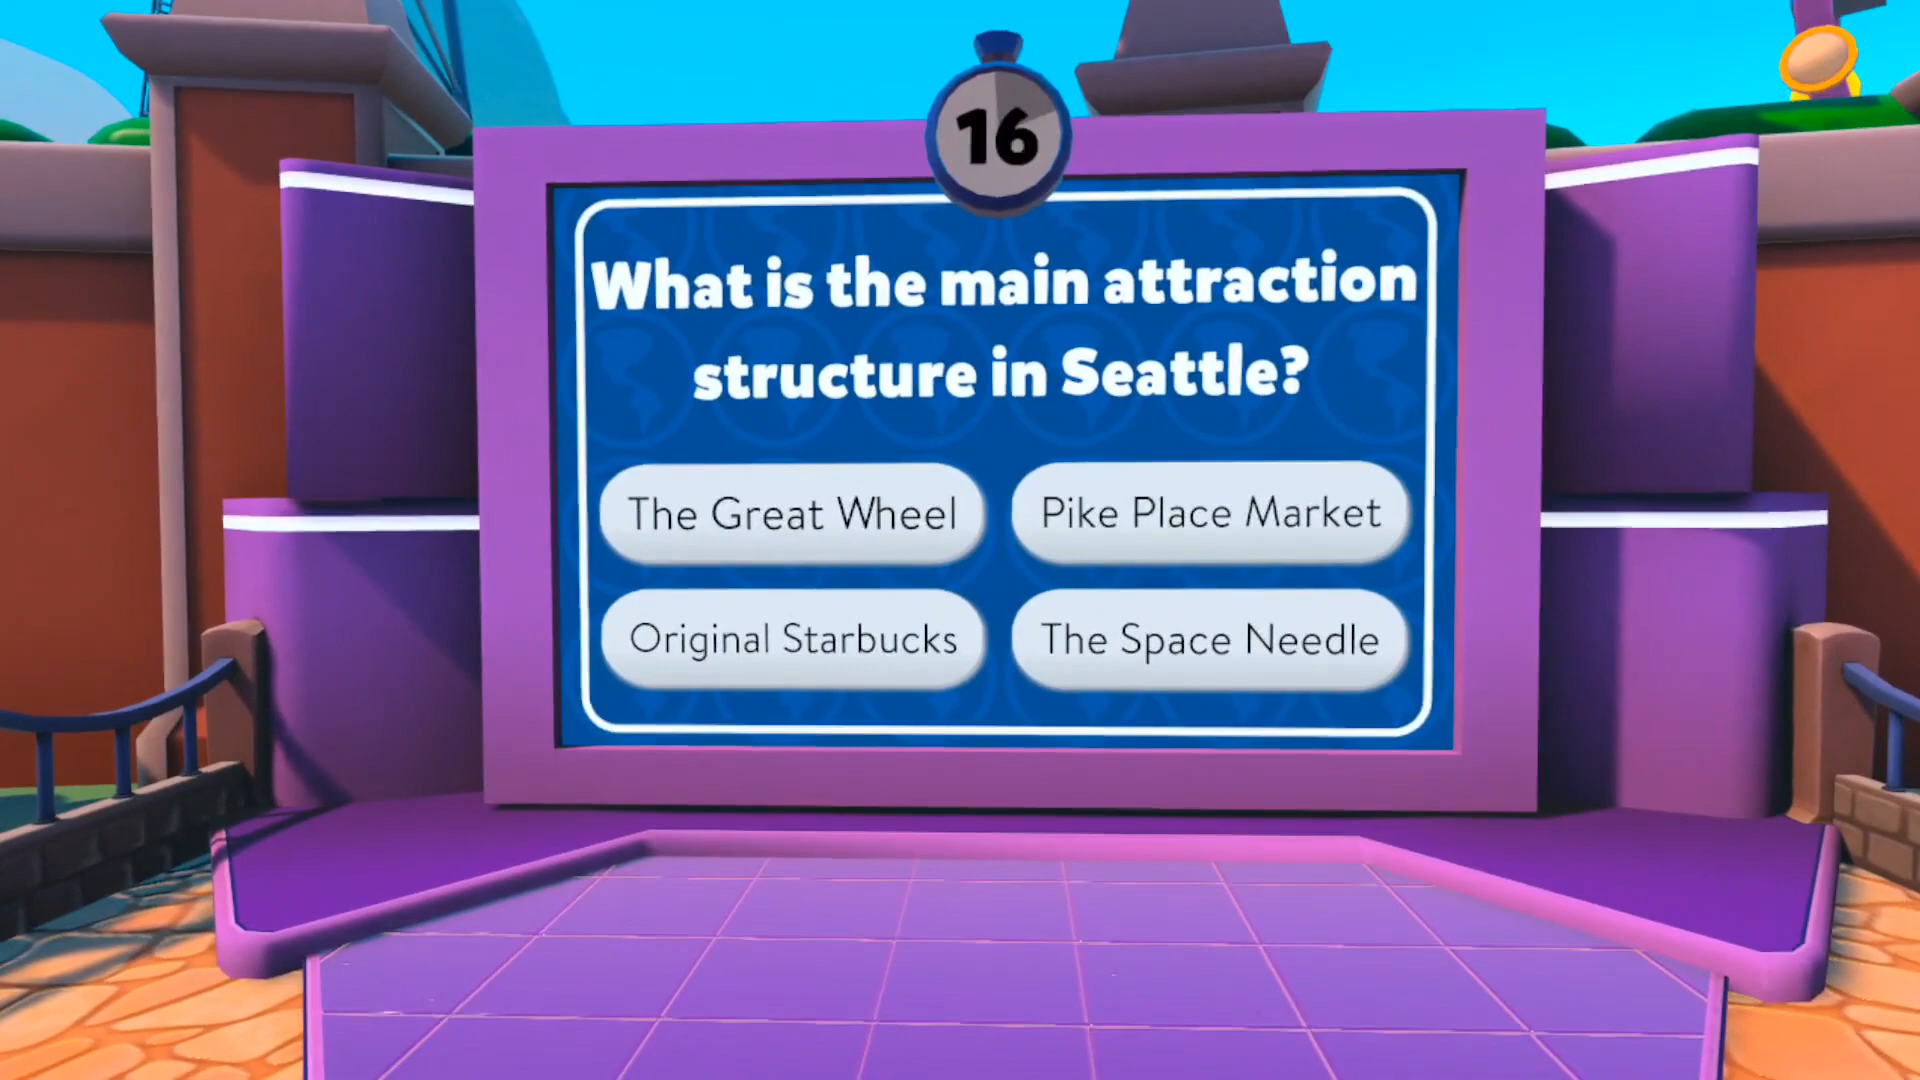 16
What is the main attraction
structure in Seattle?
The Great Wheel
Pike Place Market
Original Starbucks
The Space Needle